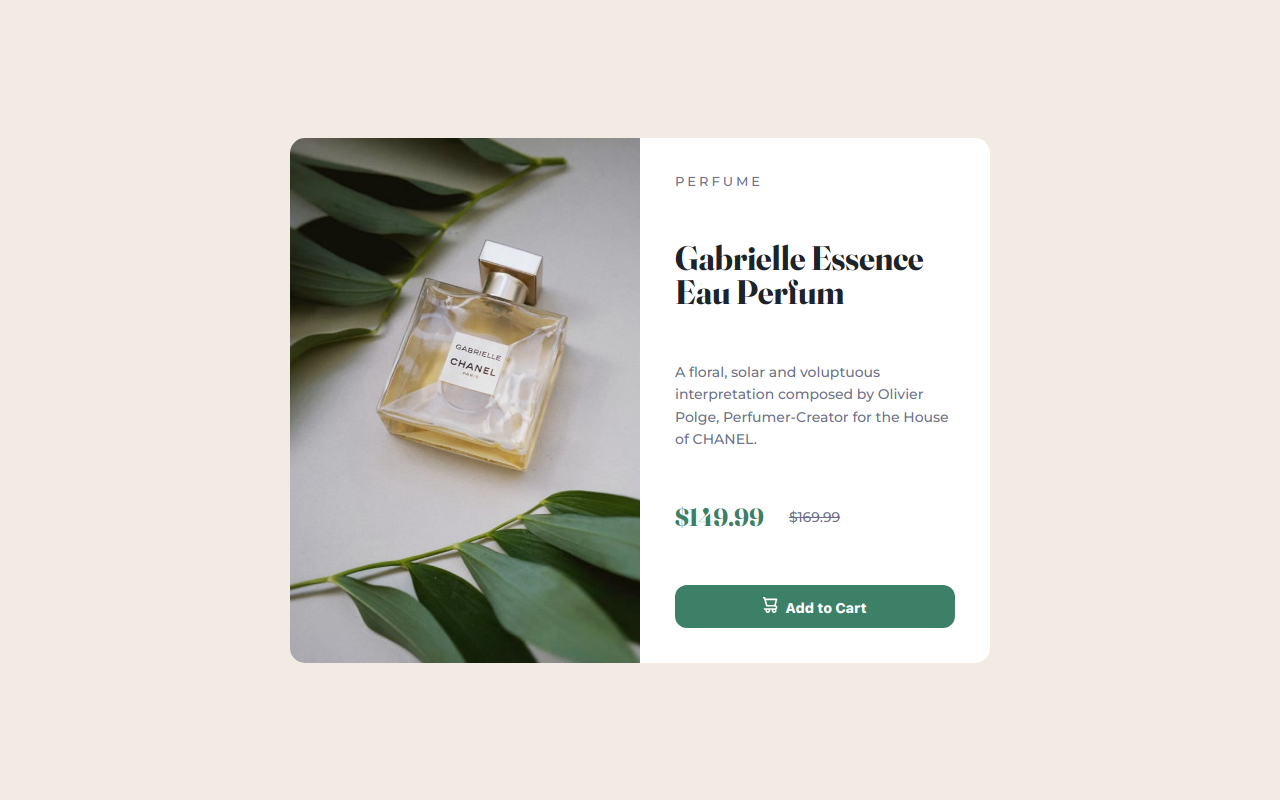 GABRIELLE
CHANEL
PARIS
PERFUME
Gabrielle Essence
Eau Perfum
A floral, solar and voluptuous
interpretation composed by Olivier
Polge, Perfumer-Creator for the House
of CHANEL.
$149.99 $169.99
Add to Cart